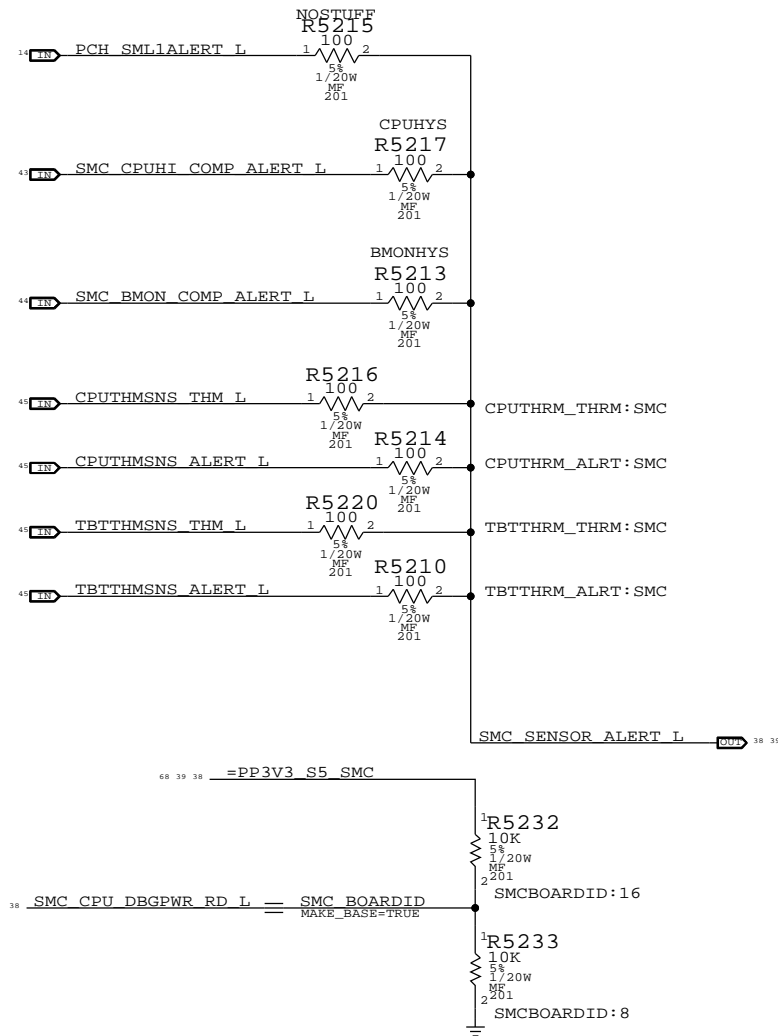 NOSTUFF
R5215
100
14 IN PCH_SML1ALERT_L 1 2
5%
1/20W
MF
201
CPUHYS
R5217
100
43 IN SMC_CPUHI_COMP_ALERT_L 1 2
5%
1/20W
MF
201
BMONHYS
R5213
100
44 IN SMC_BMON_COMP_ALERT_L 1 2
5%
1/20W
MF
201
R5216
100
45 IN CPUTHMSNS_THM_L 1 2
CPUTHRM_THRM:SMC
5%
1/20W
MF
201
R5214
100
45 IN CPUTHMSNS_ALERT_L 1 2
CPUTHRM_ALRT:SMC
5%
1/20W
MF
201
R5220
100
45 IN TBTTHMSNS_THM_L 1 2
TBTTHRM_THRM:SMC
5%
1/20W
MF
201
R5210
100
45 IN TBTTHMSNS_ALERT_L 1 2
TBTTHRM_ALRT:SMC
5%
1/20W
MF
201
SMC_SENSOR_ALERT_L OUT 38 39
68 39 38 =PP3V3_S5_SMC
1
R5232
10K
5%
1/20W
MF
201
2
SMCBOARDID:16
38 SMC_CPU_DBGPWR_RD_L = SMC_BOARDID
MAKE_BASE=TRUE
1
R5233
10K
5%
1/20W
MF
201
2
SMCBOARDID:8